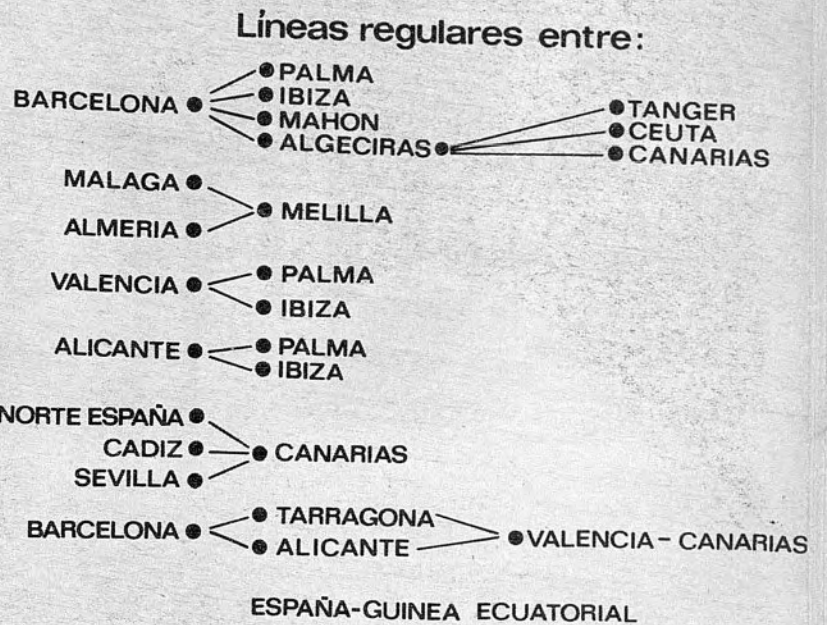 Líneas regulares entre:
BARCELONA
PALMA
IBIZA
MAHON
ALGECIRAS
TANGER
CEUTA
CANARIAS
MALAGA
ALMERIA
MELILLA
VALENCIA
PALMA
IBIZA
ALICANTE
PALMA
IBIZA
NORTE ESPAÑA
CADIZ
SEVILLA
CANARIAS
BARCELONA
TARRAGONA
ALICANTE
VALENCIA - CANARIAS
ESPAÑA-GUINEA ECUATORIAL